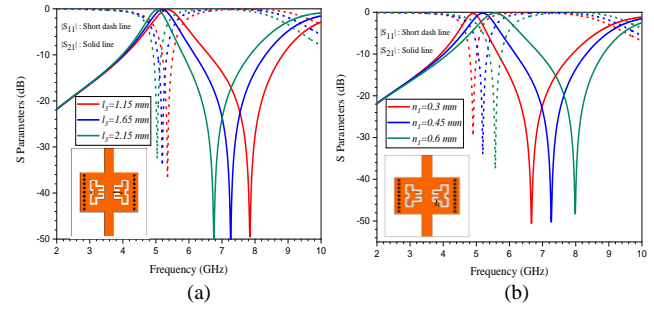 |S11| : Short dash line
|S21| : Solid line
l3=1.15 mm
l3=1.65 mm
l3=2.15 mm
S Parameters (dB)
0
-10
-20
-30
-40
-50
2 3 4 5 6 7 8 9 10
Frequency (GHz)
(a)
|S11| : Short dash line
|S21| : Solid line
n1=0.3 mm
n1=0.45 mm
n1=0.6 mm
S Parameters (dB)
0
-10
-20
-30
-40
-50
2 3 4 5 6 7 8 9 10
Frequency (GHz)
(b)